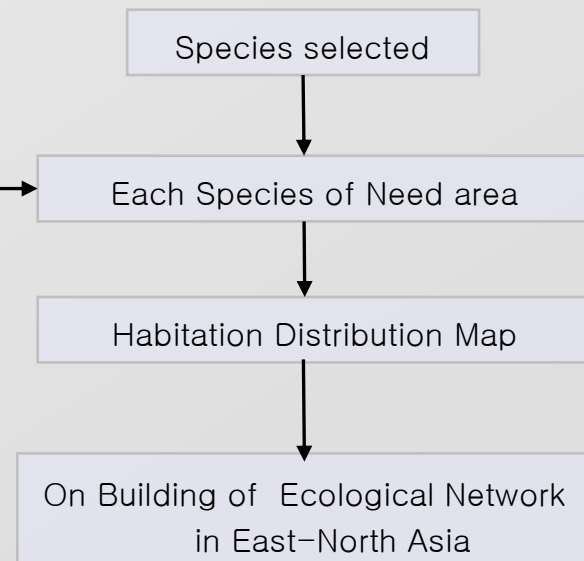 Species selected
Each Species of Need area
Habitation Distribution Map
On Building of Ecological Network
in East-North Asia